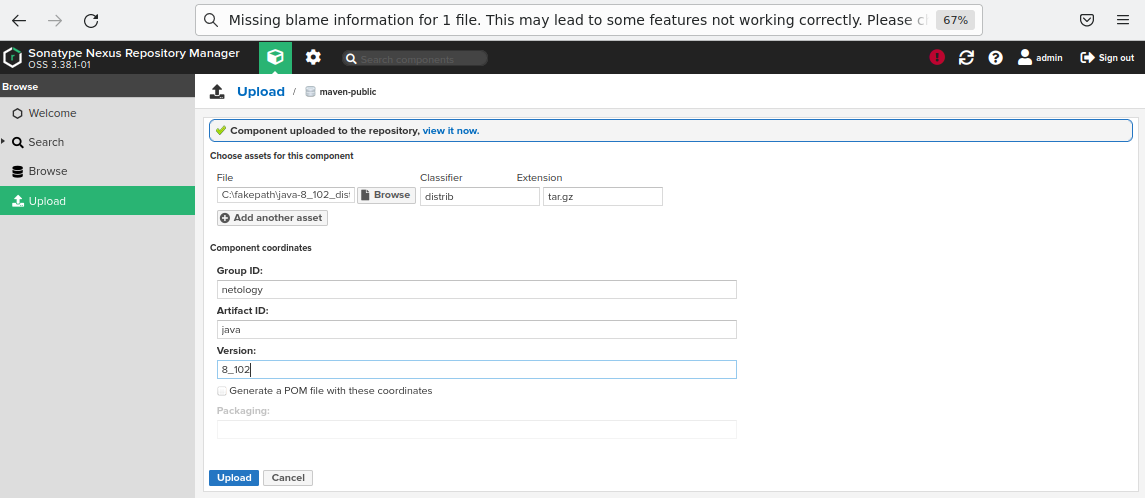 Missing blame information for 1 file. This may lead to some features not working correctly. Please
67%
Sonatype Nexus Repository Manager
OSS 3.38.1-01
Search components
admin
Sign out
Browse
Upload / maven-public
Welcome
Search
Browse
Upload
Component uploaded to the repository, view it now.
Choose assets for this component
File Classifier Extension
C:\fakepath\java-8_102_dist Browse distrib tar.gz
Add another asset
Component coordinates
Group ID:
netology
Artifact ID:
java
Version:
8_102
Generate a POM file with these coordinates
Packaging:
Upload Cancel